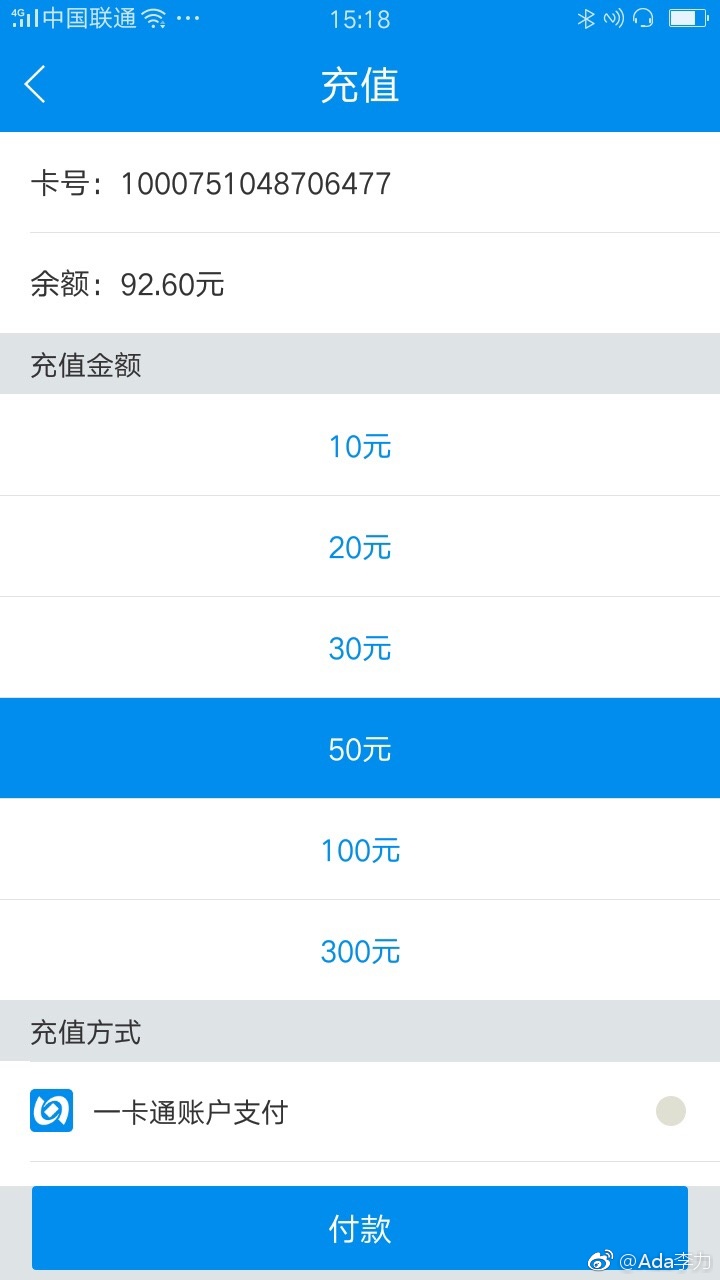 4G 中国联通 ··· 15:18
充值
卡号：1000751048706477
余额：92.60元
充值金额
10元
20元
30元
50元
100元
300元
充值方式
一卡通账户支付
付款
@Ada李力